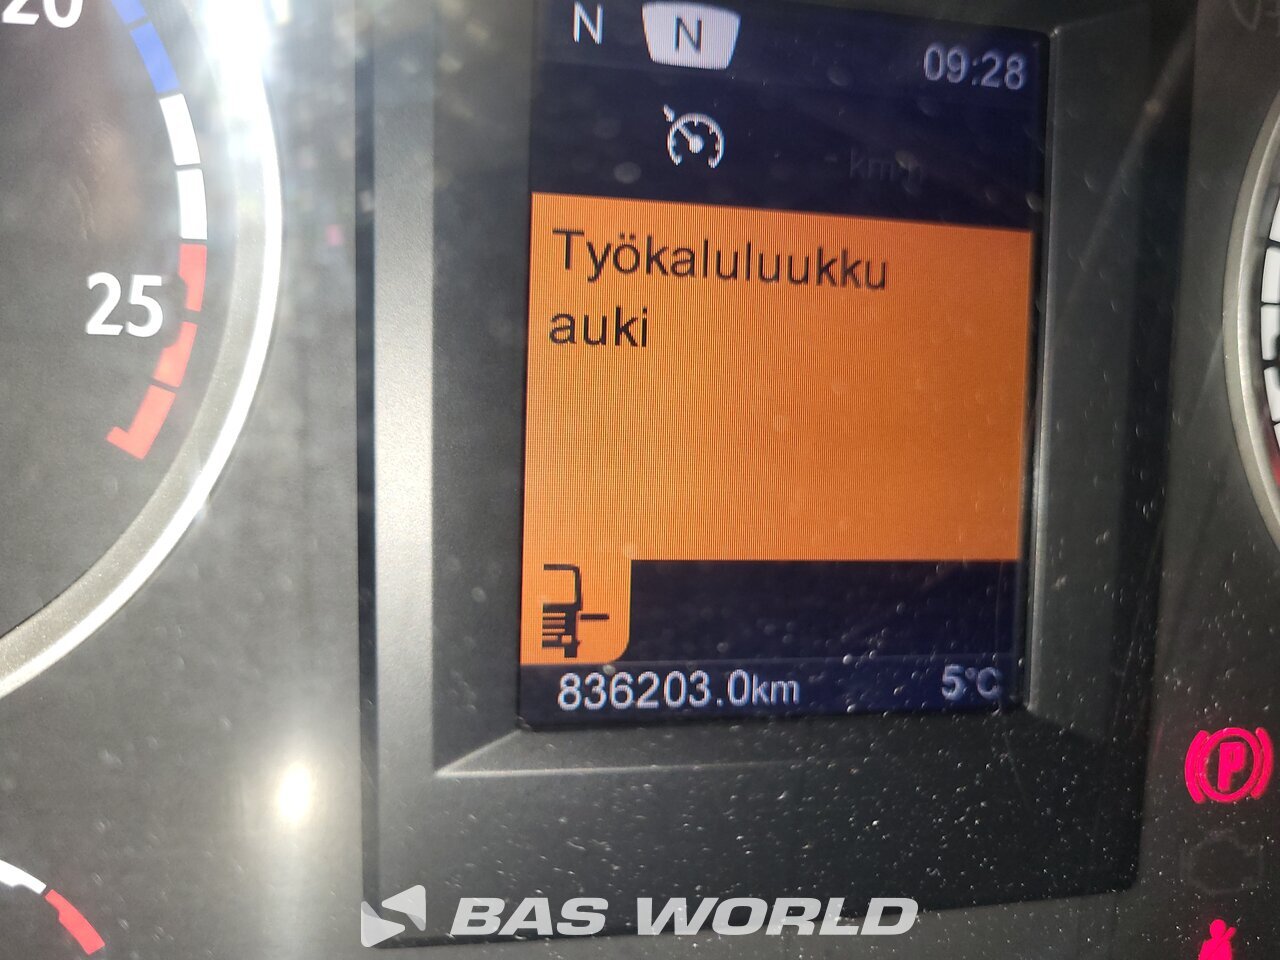 20
N
N
09:28
km/h
Työkaluluukku
auki
25
836203.0km
5°C
P
BAS WORLD